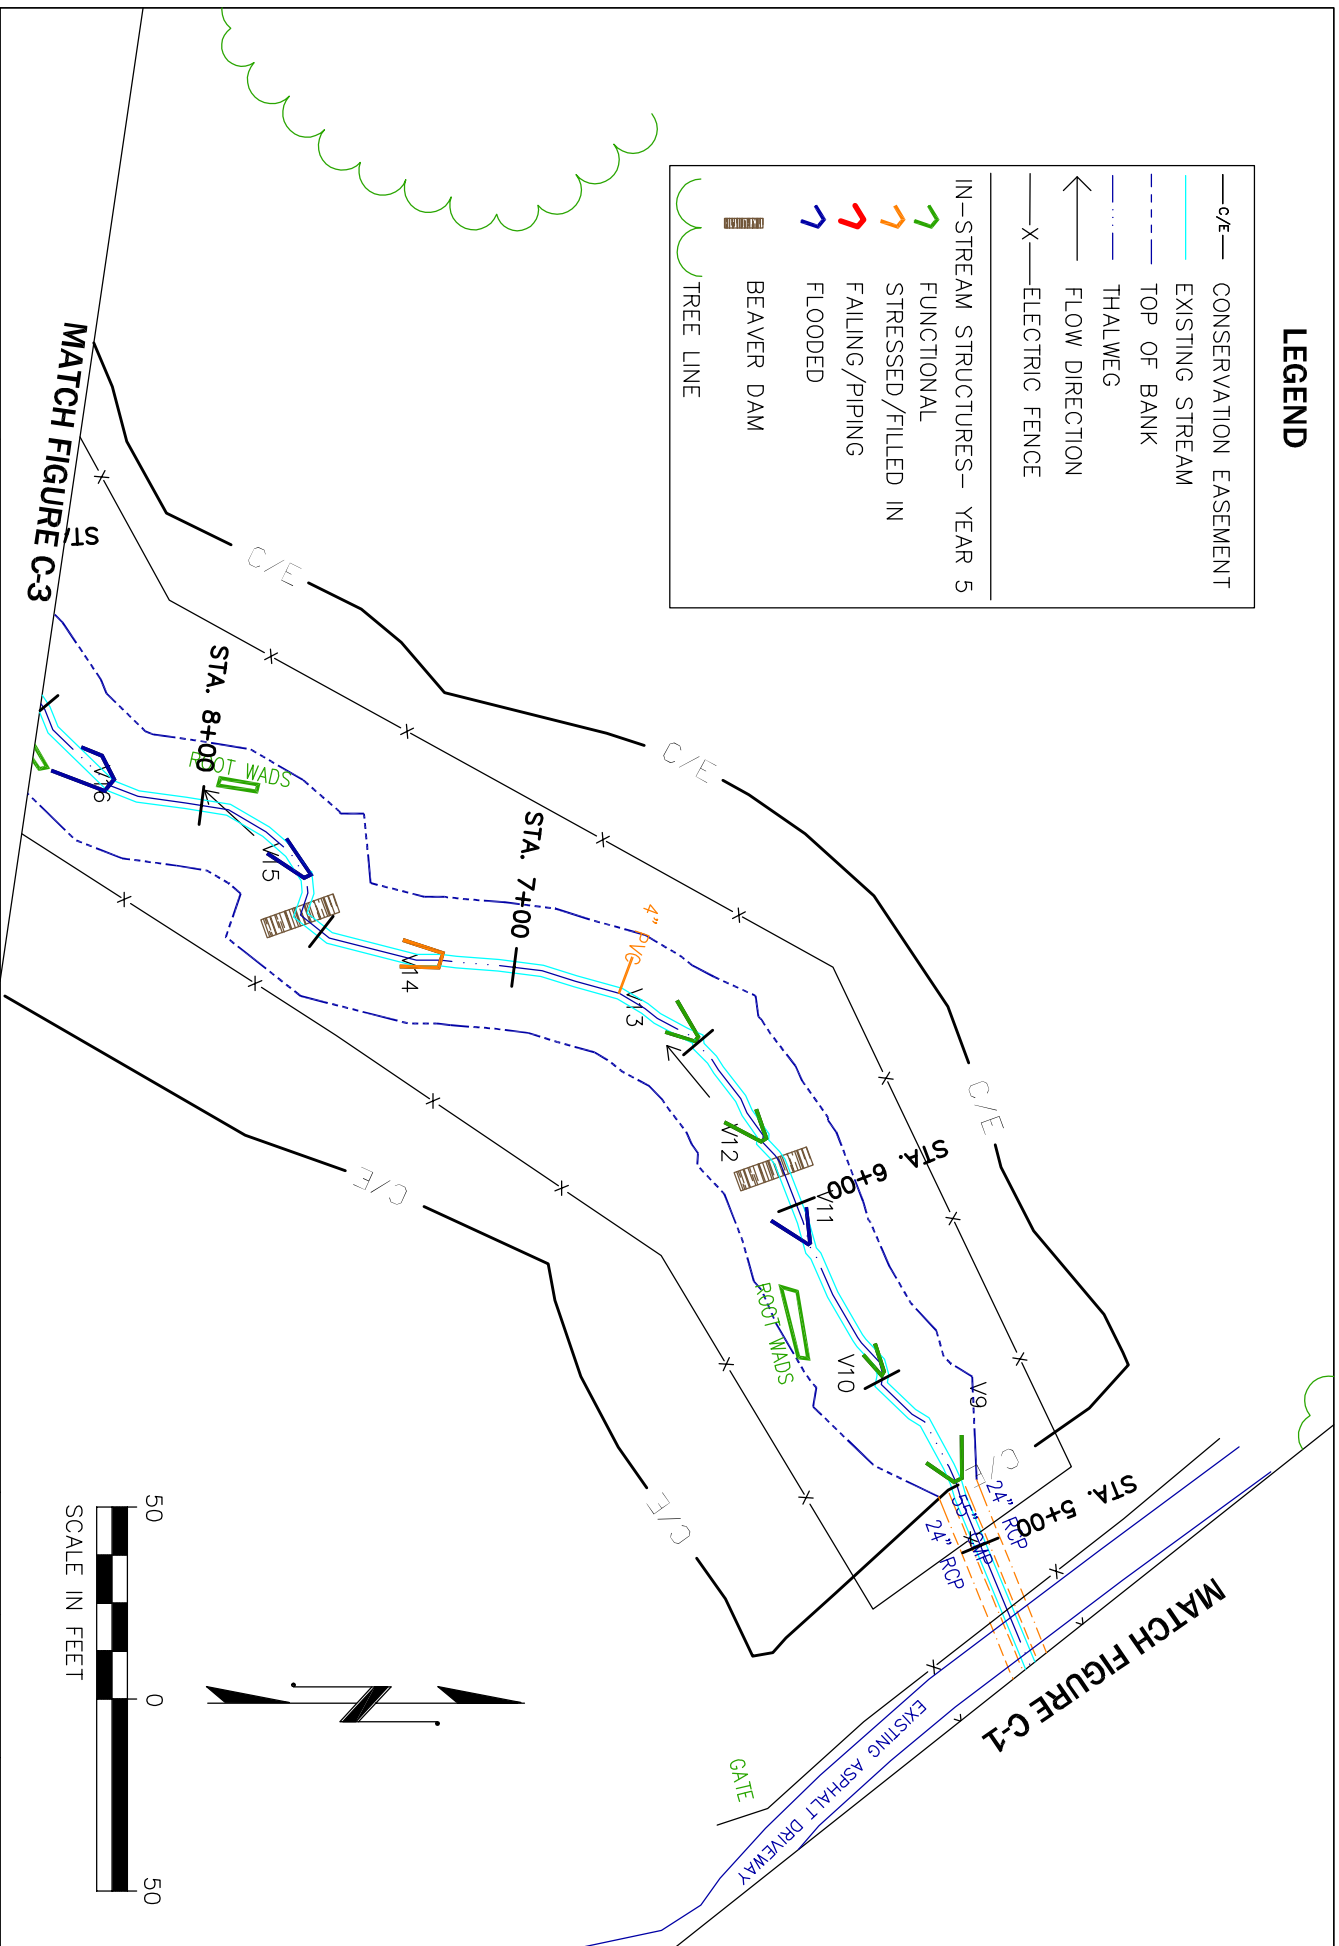 LEGEND
C/E CONSERVATION EASEMENT
EXISTING STREAM
TOP OF BANK
THALWEG
FLOW DIRECTION
X ELECTRIC FENCE
IN-STREAM STRUCTURES- YEAR 5
FUNCTIONAL
STRESSED/FILLED IN
FAILING/PIPING
FLOODED
BEAVER DAM
TREE LINE
MATCH FIGURE C-1
STA. 5+00
24" RCP
55" CMP
24" RCP
EXISTING ASPHALT DRIVEWAY
GATE
C/E
V9
V10
ROOT WADS
C/E
STA. 6+00
V11
V12
C/E
V13
4" PVC
STA. 7+00
V14
C/E
C/E
V15
ROOT WADS
STA. 8+00
V16
C/E
STA
MATCH FIGURE C-3
50 0 50
SCALE IN FEET